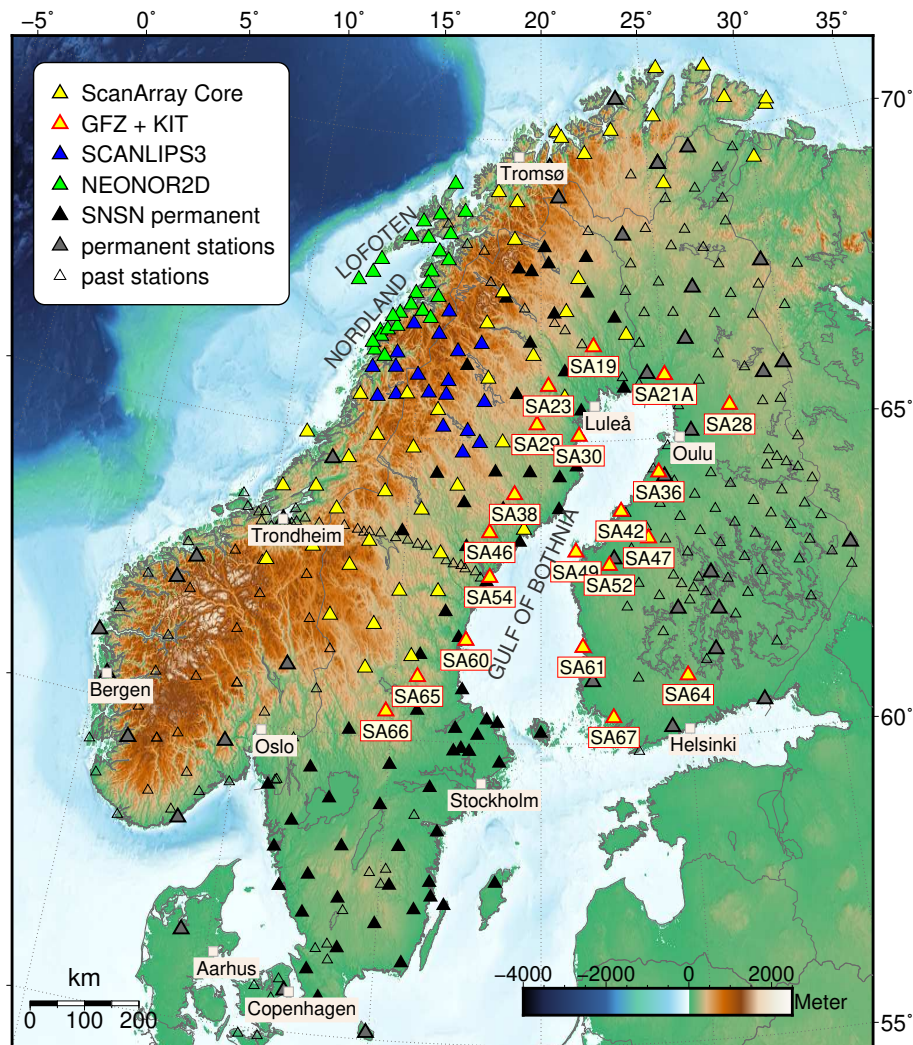 −5° 0° 5° 10° 15° 20° 25° 30° 35°
70°
65°
60°
55°
ScanArray Core
GFZ + KIT
SCANLIPS3
NEONOR2D
SNSN permanent
permanent stations
past stations
Tromsø
LOFOTEN
NORDLAND
SA19
SA21A
SA23
SA28
Luleå
SA29
SA30
Oulu
SA36
SA38
SA42
Trondheim
SA46
SA47
SA49
SA52
SA54
GULF OF BOTHNIA
SA60
SA61
SA64
Bergen
SA65
SA66
SA67
Oslo
Helsinki
Stockholm
Aarhus
Copenhagen
km
0 100 200
−4000 −2000 0 2000
Meter